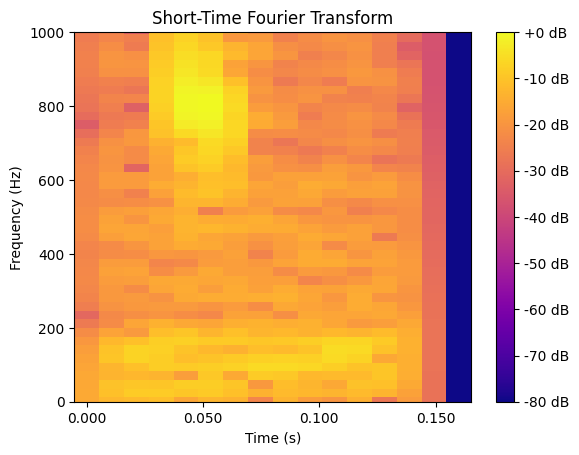 Short-Time Fourier Transform
1000
800
600
400
200
0
Frequency (Hz)
0.000
0.050
0.100
0.150
Time (s)
+0 dB
-10 dB
-20 dB
-30 dB
-40 dB
-50 dB
-60 dB
-70 dB
-80 dB